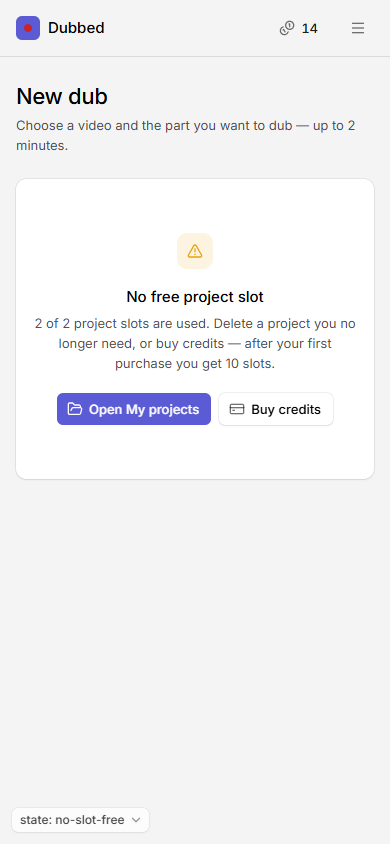 Dubbed
14
New dub
Choose a video and the part you want to dub — up to 2
minutes.
No free project slot
2 of 2 project slots are used. Delete a project you no
longer need, or buy credits — after your first
purchase you get 10 slots.
Open My projects
Buy credits
state: no-slot-free